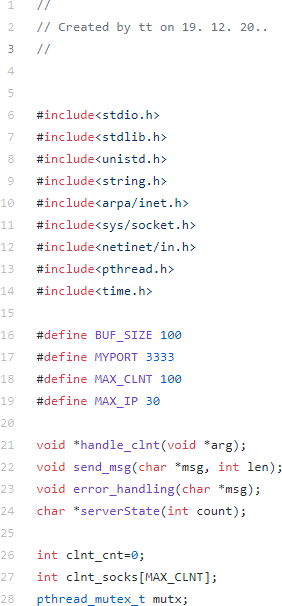 1 //
2 // Created by tt on 19. 12. 20..
3 //
4
5
6 #include<stdio.h>
7 #include<stdlib.h>
8 #include<unistd.h>
9 #include<string.h>
10 #include<arpa/inet.h>
11 #include<sys/socket.h>
12 #include<netinet/in.h>
13 #include<pthread.h>
14 #include<time.h>
15
16 #define BUF_SIZE 100
17 #define MYPORT 3333
18 #define MAX_CLNT 100
19 #define MAX_IP 30
20
21 void *handle_clnt(void *arg);
22 void send_msg(char *msg, int len);
23 void error_handling(char *msg);
24 char *serverState(int count);
25
26 int clnt_cnt=0;
27 int clnt_socks[MAX_CLNT];
28 pthread_mutex_t mutx;